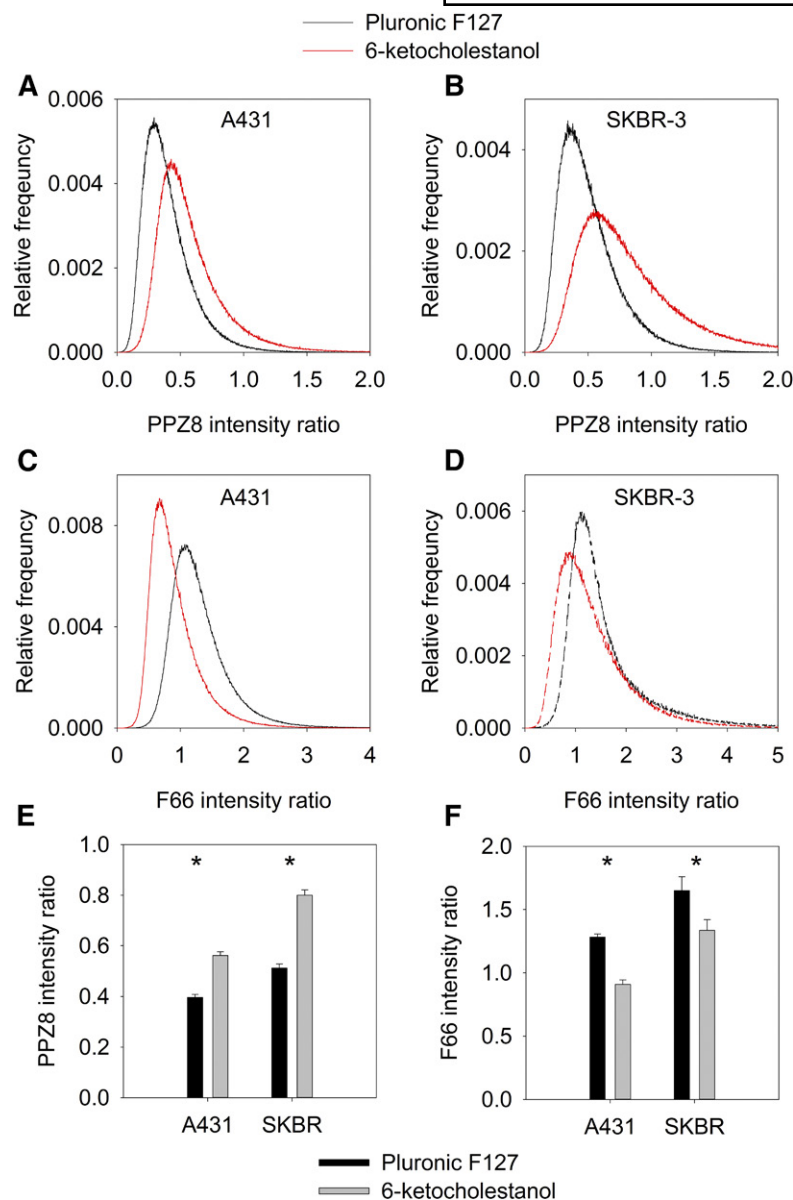 Pluronic F127
6-ketocholestanol
A
B
0.006
0.004
0.002
0.000
Relative freqeuncy
A431
0.0 0.5 1.0 1.5 2.0
PPZ8 intensity ratio
0.004
0.002
0.000
Relative freqeuncy
SKBR-3
0.0 0.5 1.0 1.5 2.0
PPZ8 intensity ratio
C
D
0.008
0.004
0.000
Relative freqeuncy
A431
0 1 2 3 4
F66 intensity ratio
0.006
0.004
0.002
0.000
Relative freqeuncy
SKBR-3
0 1 2 3 4 5
F66 intensity ratio
E
F
1.0
0.8
0.6
0.4
0.2
0.0
PPZ8 intensity ratio
* *
A431 SKBR
2.0
1.5
1.0
0.5
0.0
F66 intensity ratio
* *
A431 SKBR
Pluronic F127
6-ketocholestanol